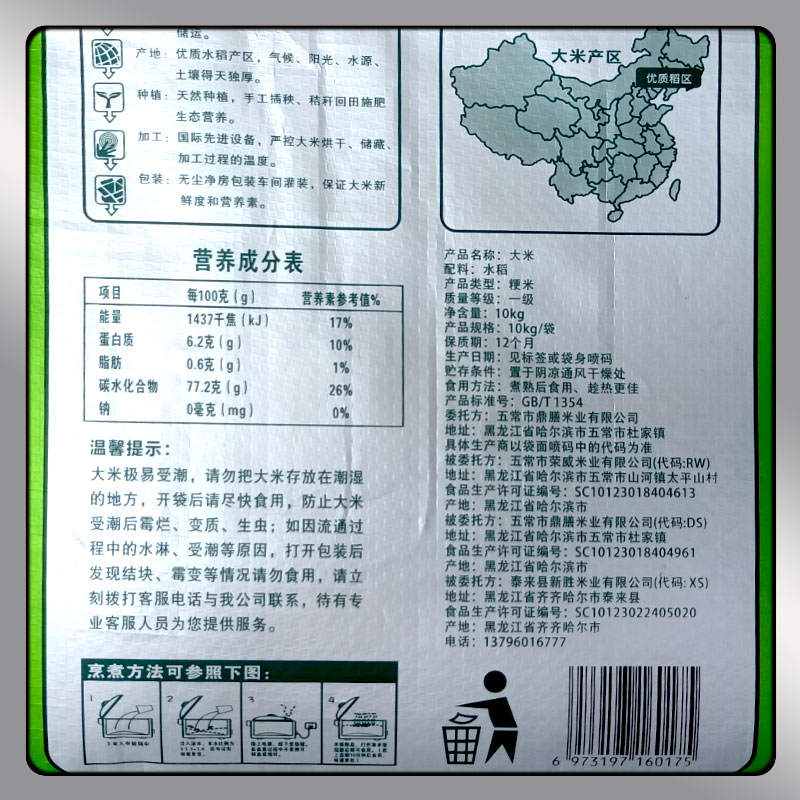 储运。
产地：优质水稻产区，气候、阳光、水源、
土壤得天独厚。
种植：天然种植，手工插秧、秸秆回田施肥
生态营养。
加工：国际先进设备，严控大米烘干、储藏、
加工过程的温度。
包装：无尘净房包装车间灌装，保证大米新
鲜度和营养素。
大米产区
优质稻区
营养成分表
项目 每100克(g) 营养素参考值%
能量 1437千焦(kJ) 17%
蛋白质 6.2克(g) 10%
脂肪 0.6克(g) 1%
碳水化合物 77.2克(g) 26%
钠 0毫克(mg) 0%
温馨提示：
大米极易受潮，请勿把大米存放在潮湿
的地方，开袋后请尽快食用，防止大米
受潮后霉烂、变质、生虫；如因流通过
程中的水淋、受潮等原因，打开包装后
发现结块、霉变等情况请勿食用，请立
刻拨打客服电话与我公司联系，待有专
业客服人员为您提供服务。
产品名称：大米
配料：水稻
产品类型：粳米
质量等级：一级
净含量：10kg
产品规格：10kg/袋
保质期：12个月
生产日期：见标签或袋身喷码
贮存条件：置于阴凉通风干燥处
食用方法：煮熟后食用、趁热更佳
产品标准号：GB/T1354
委托方：五常市鼎膳米业有限公司
地址：黑龙江省哈尔滨市五常市杜家镇
具体生产商以袋面喷码中的代码为准
被委托方：五常市荣威米业有限公司(代码:RW)
地址：黑龙江省哈尔滨市五常市山河镇太平山村
食品生产许可证编号：SC10123018404613
产地：黑龙江省哈尔滨市
被委托方：五常市鼎膳米业有限公司(代码:DS)
地址：黑龙江省哈尔滨市五常市杜家镇
食品生产许可证编号：SC10123018404961
产地：黑龙江省哈尔滨市
被委托方：泰来县新胜米业有限公司(代码:XS)
地址：黑龙江省齐齐哈尔市泰来县
食品生产许可证编号：SC10123022405020
产地：黑龙江省齐齐哈尔市
电话：13796016777
烹煮方法可参照下图：
1 2 3 4
6 973197 160175